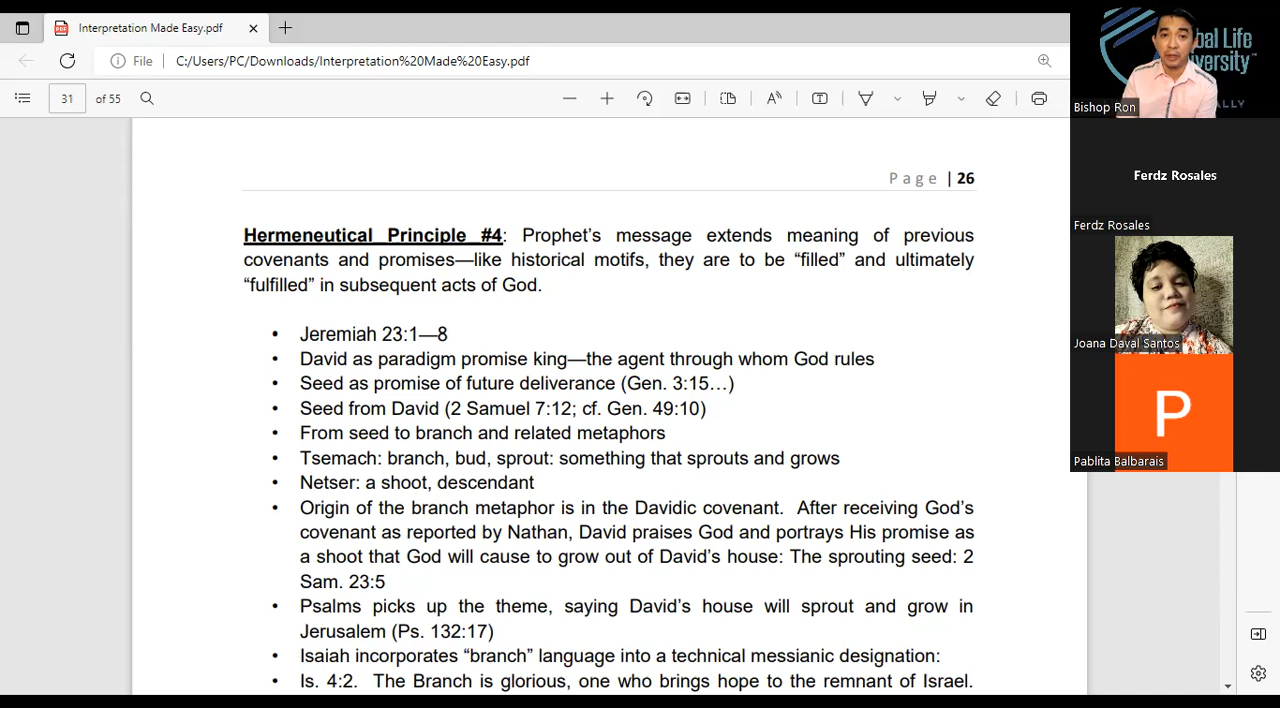 Interpretation Made Easy.pdf
File
C:/Users/PC/Downloads/Interpretation%20Made%20Easy.pdf
31 of 55
Page | 26
Hermeneutical Principle #4: Prophet’s message extends meaning of previous
covenants and promises—like historical motifs, they are to be “filled” and ultimately
“fulfilled” in subsequent acts of God.
• Jeremiah 23:1—8
• David as paradigm promise king—the agent through whom God rules
• Seed as promise of future deliverance (Gen. 3:15…)
• Seed from David (2 Samuel 7:12; cf. Gen. 49:10)
• From seed to branch and related metaphors
• Tsemach: branch, bud, sprout: something that sprouts and grows
• Netser: a shoot, descendant
• Origin of the branch metaphor is in the Davidic covenant. After receiving God’s
covenant as reported by Nathan, David praises God and portrays His promise as
a shoot that God will cause to grow out of David’s house: The sprouting seed: 2
Sam. 23:5
• Psalms picks up the theme, saying David’s house will sprout and grow in
Jerusalem (Ps. 132:17)
• Isaiah incorporates “branch” language into a technical messianic designation:
• Is. 4:2. The Branch is glorious, one who brings hope to the remnant of Israel.
Life
Bishop Ron
Ferdz Rosales
Ferdz Rosales
Joana Daval Santos
P
Pablita Balbarais